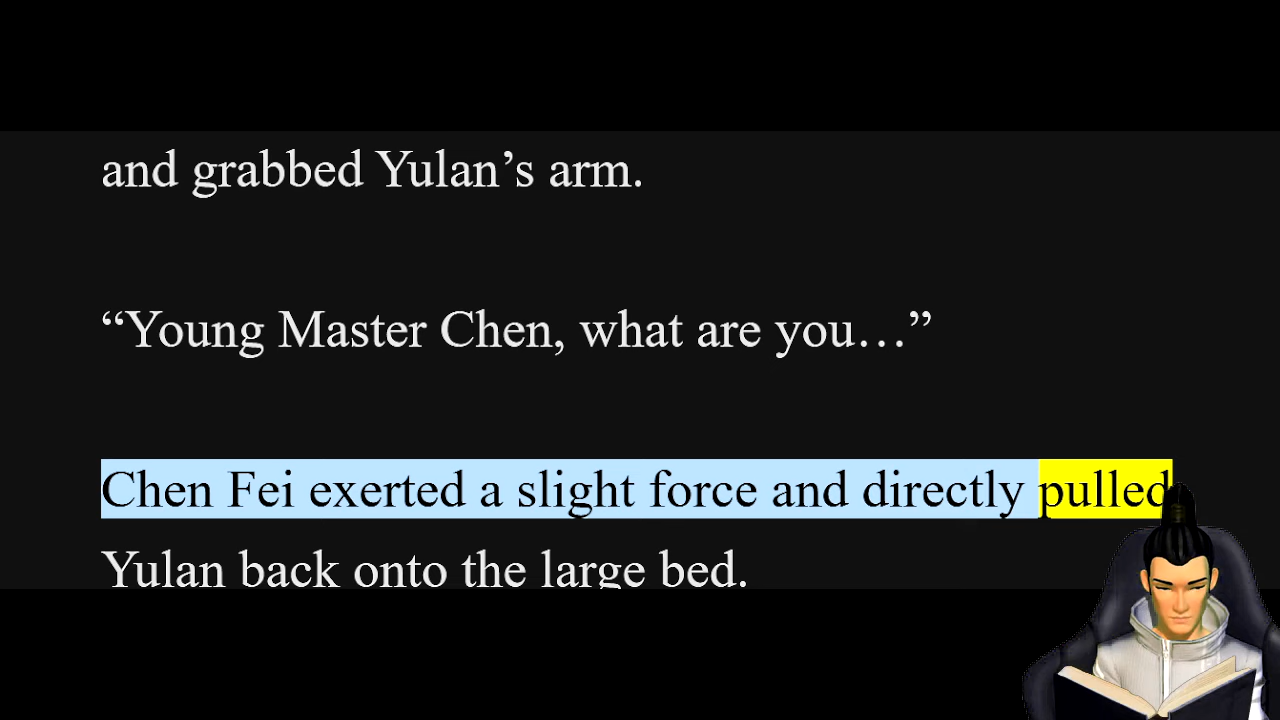 and grabbed Yulan’s arm.
“Young Master Chen, what are you…”
Chen Fei exerted a slight force and directly pulled
Yulan back onto the large bed.